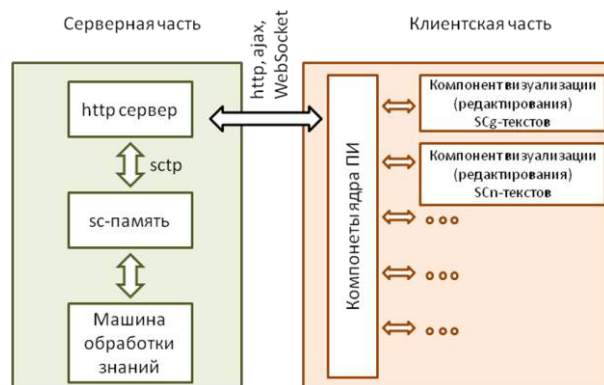 Серверная часть
Клиентская часть
http, ajax,
WebSocket
http сервер
sctp
sc-память
Машина
обработки
знаний
Компонеты ядра ПИ
Компонент визуализации
(редактирования)
SCg-текстов
Компонент визуализации
(редактирования)
SCn-текстов